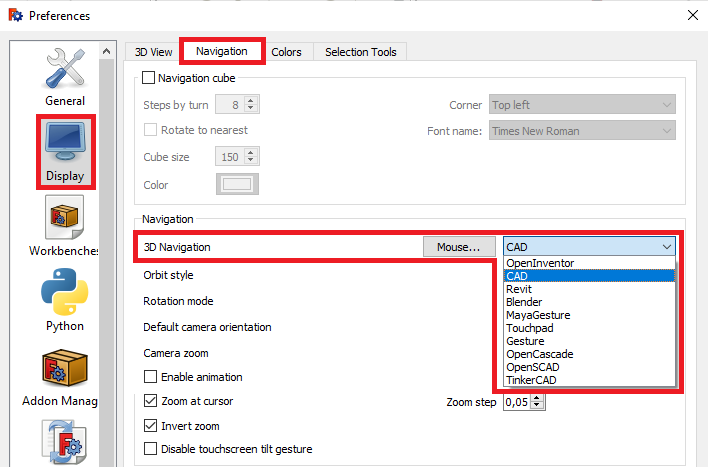 Preferences
General
Display
Workbenches
Python
Addon Manag
3D View Navigation Colors Selection Tools
Navigation cube
Steps by turn 8 Corner Top left
Rotate to nearest Font name: Times New Roman
Cube size 150
Color
Navigation
3D Navigation Mouse... CAD
OpenInventor
CAD
Revit
Blender
MayaGesture
Touchpad
Gesture
OpenCascade
OpenSCAD
TinkerCAD
Orbit style
Rotation mode
Default camera orientation
Camera zoom
Enable animation
Zoom at cursor Zoom step 0,05
Invert zoom
Disable touchscreen tilt gesture